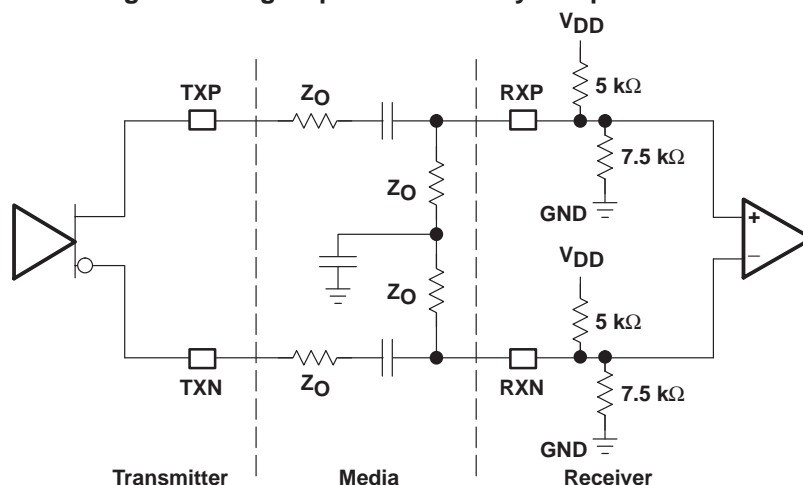 VDD
TXP
ZO
RXP
5 kΩ
7.5 kΩ
ZO
GND
+
VDD
−
ZO
5 kΩ
TXN
ZO
RXN
7.5 kΩ
GND
Transmitter
Media
Receiver